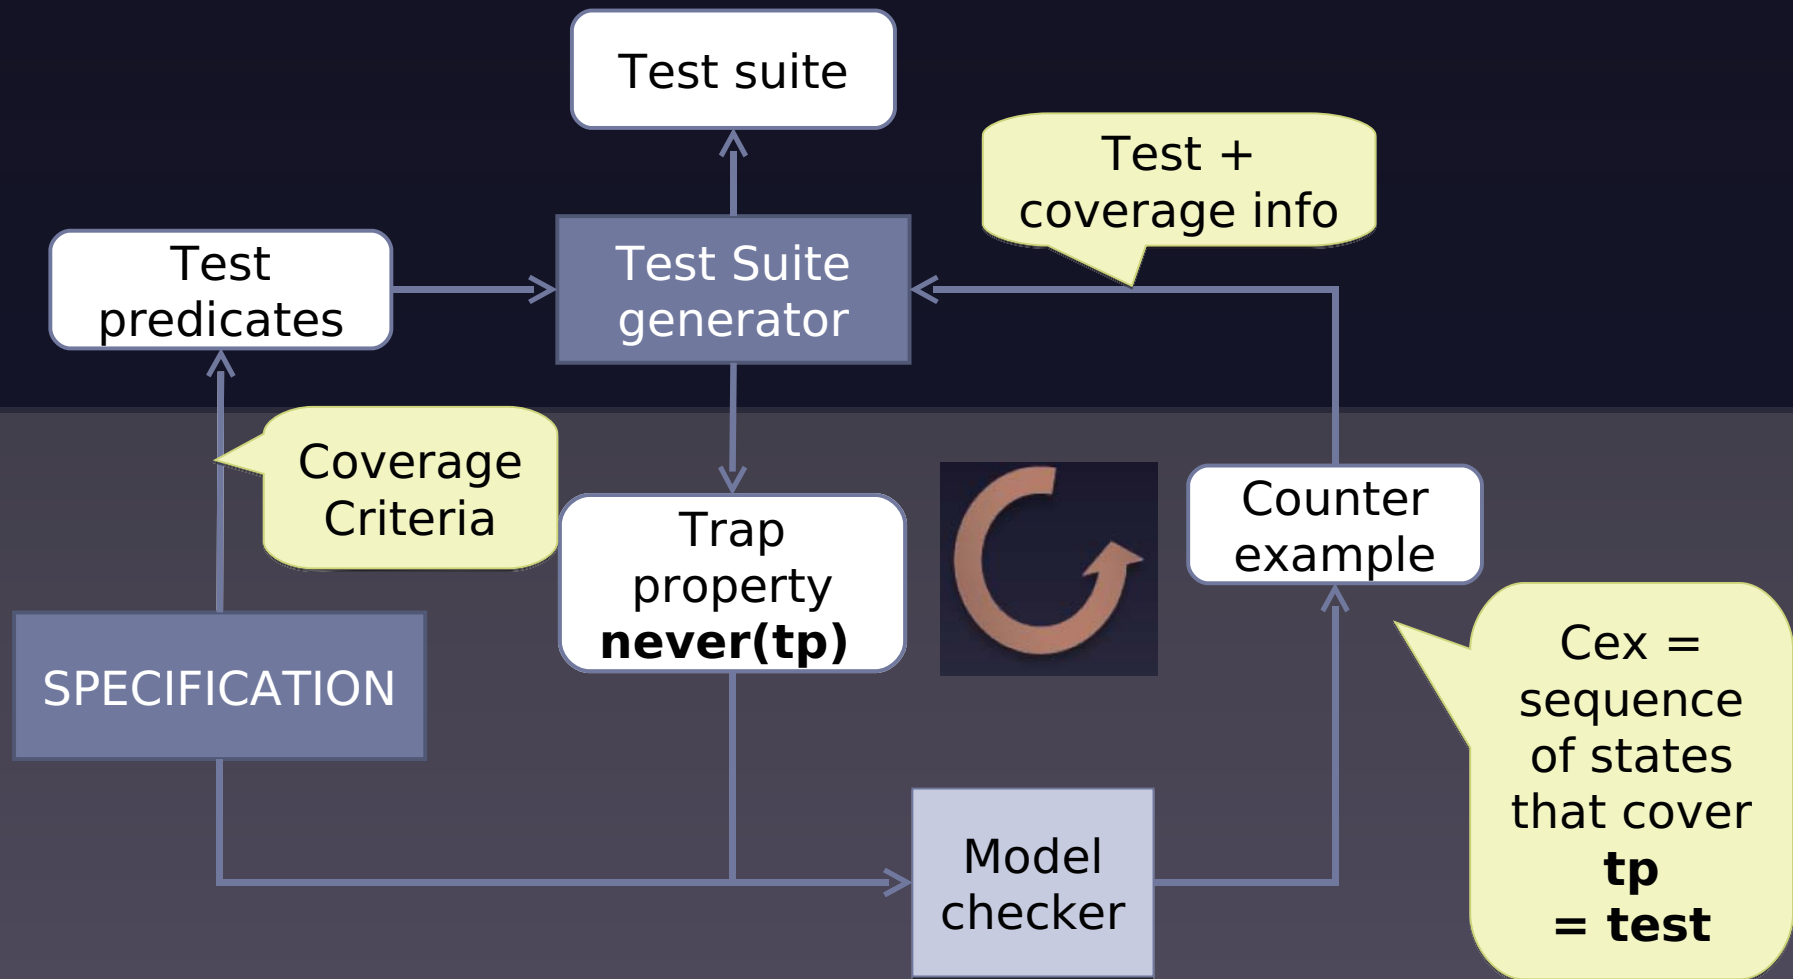 Test suite
Test +
coverage info
Test
predicates
Test Suite
generator
Coverage
Criteria
Trap
property
never(tp)
Counter
example
SPECIFICATION
Cex =
sequence
of states
that cover
tp
= test
Model
checker